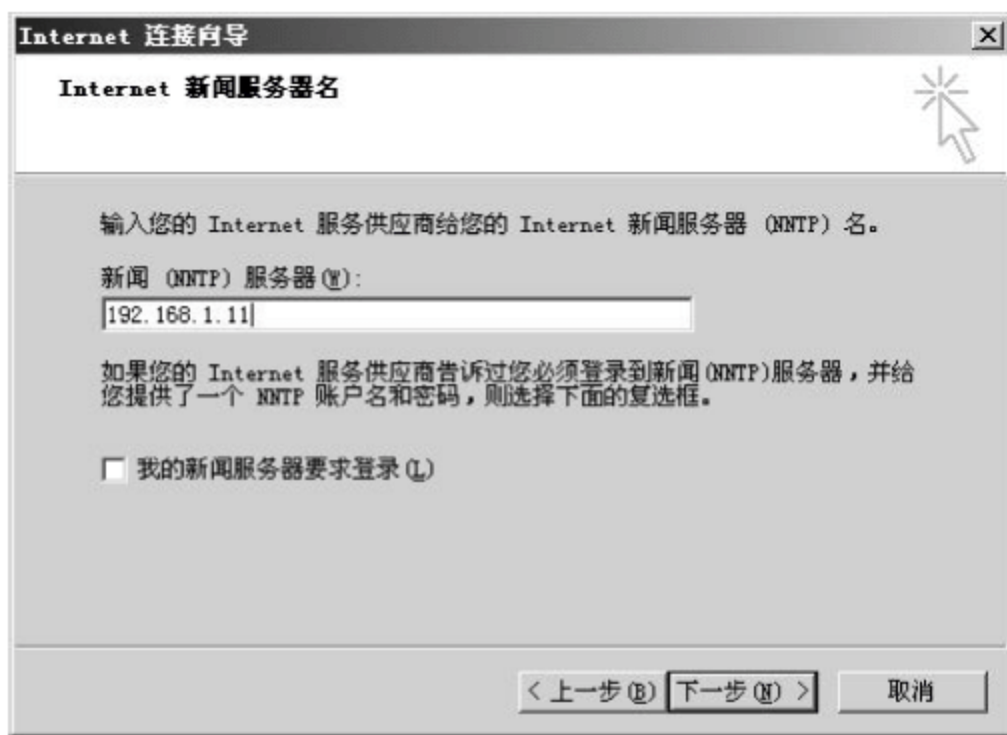 Internet 连接向导
Internet 新闻服务器名
输入您的 Internet 服务供应商给您的 Internet 新闻服务器 (NNTP) 名。
新闻 (NNTP) 服务器(W):
192.168.1.11
如果您的 Internet 服务供应商告诉过您必须登录到新闻(NNTP)服务器,并给
您提供了一个 NNTP 账户名和密码,则选择下面的复选框。
我的新闻服务器要求登录(L)
< 上一步(B) 下一步(N) > 取消